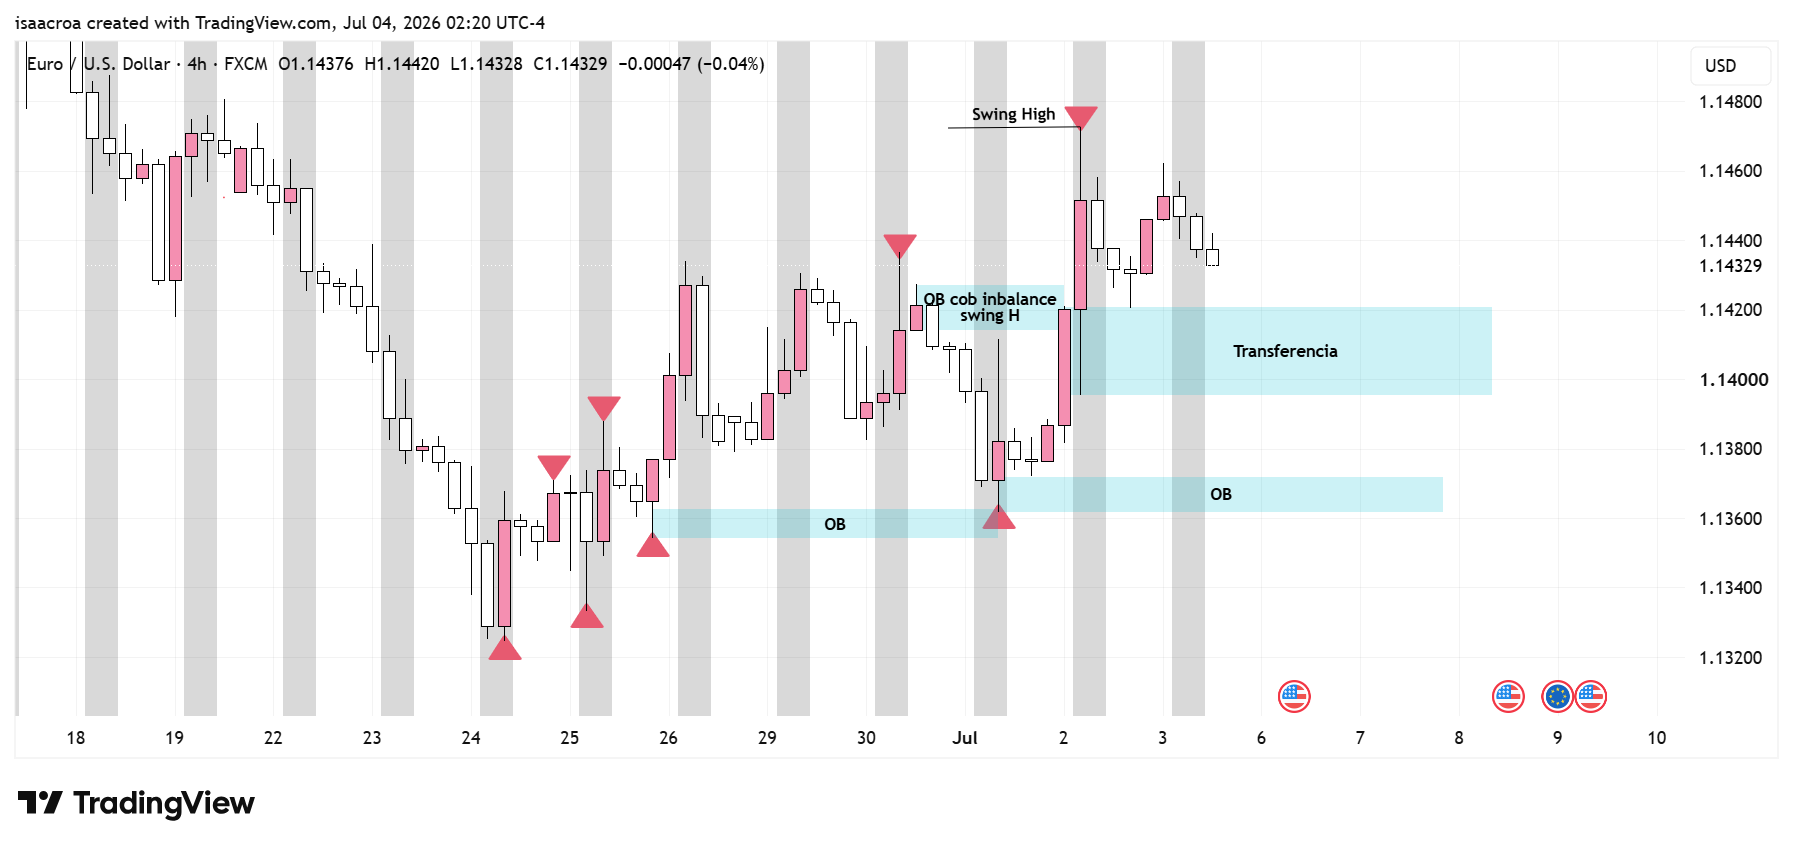 isaacroa created with TradingView.com, Jul 04, 2026 02:20 UTC-4
Euro / U.S. Dollar · 4h · FXCM O1.14376 H1.14420 L1.14328 C1.14329 −0.00047 (−0.04%)
USD
Swing High
OB cob inbalance
swing H
Transferencia
OB
OB
1.14800
1.14600
1.14400
1.14329
1.14200
1.14000
1.13800
1.13600
1.13400
1.13200
18 19 22 23 24 25 26 29 30 Jul 2 3 6 7 8 9 10
TradingView